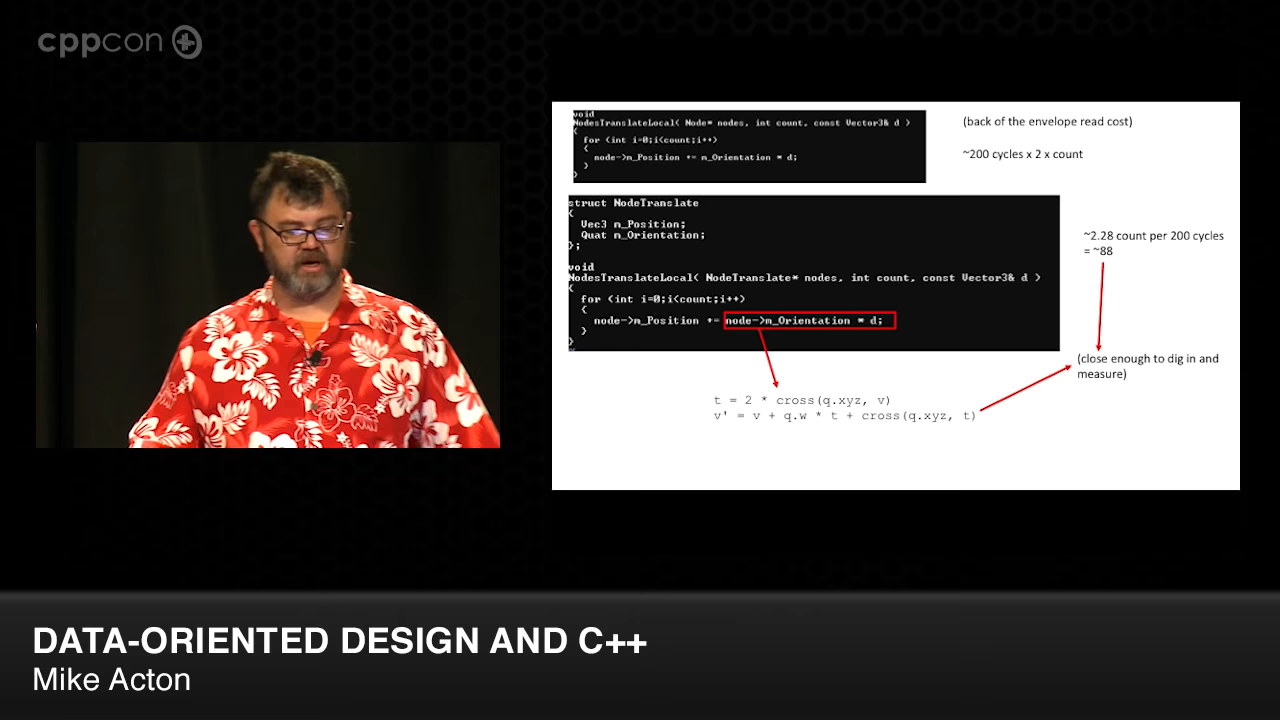 cppcon
void
NodesTranslateLocal( Node* nodes, int count, const Vector3& d )
{
for (int i=0;i<count;i++)
{
node->m_Position += m_Orientation * d;
}
}
(back of the envelope read cost)
~200 cycles x 2 x count
struct NodeTranslate
{
Vec3 m_Position;
Quat m_Orientation;
};
void
NodesTranslateLocal( NodeTranslate* nodes, int count, const Vector3& d )
{
for (int i=0;i<count;i++)
{
node->m_Position += node->m_Orientation * d;
}
}
~2.28 count per 200 cycles
= ~88
(close enough to dig in and
measure)
t = 2 * cross(q.xyz, v)
v' = v + q.w * t + cross(q.xyz, t)
DATA-ORIENTED DESIGN AND C++
Mike Acton